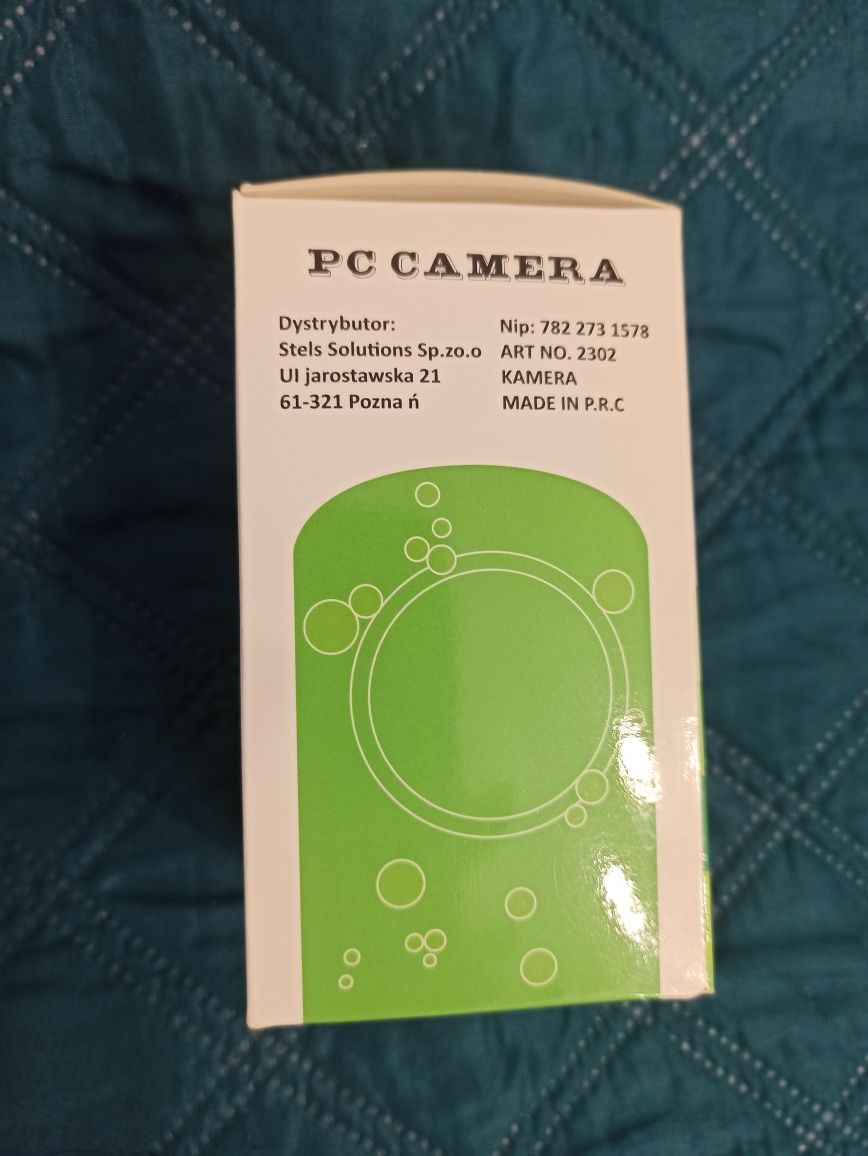 PC CAMERA
Dystrybutor:
Stels Solutions Sp.zo.o
Ul jarostawska 21
61-321 Pozna ń
Nip: 782 273 1578
ART NO. 2302
KAMERA
MADE IN P.R.C